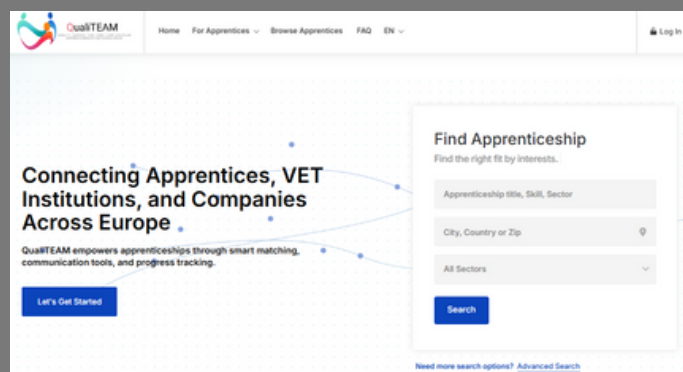 QualiTEAM
Home For Apprentices Browse Apprentices FAQ EN
Log In
Connecting Apprentices, VET
Institutions, and Companies
Across Europe
QualiTEAM empowers apprenticeships through smart matching,
communication tools, and progress tracking.
Let's Get Started
Find Apprenticeship
Find the right fit by interests.
Apprenticeship title, Skill, Sector
City, Country or Zip
All Sectors
Search
Need more search options? Advanced Search